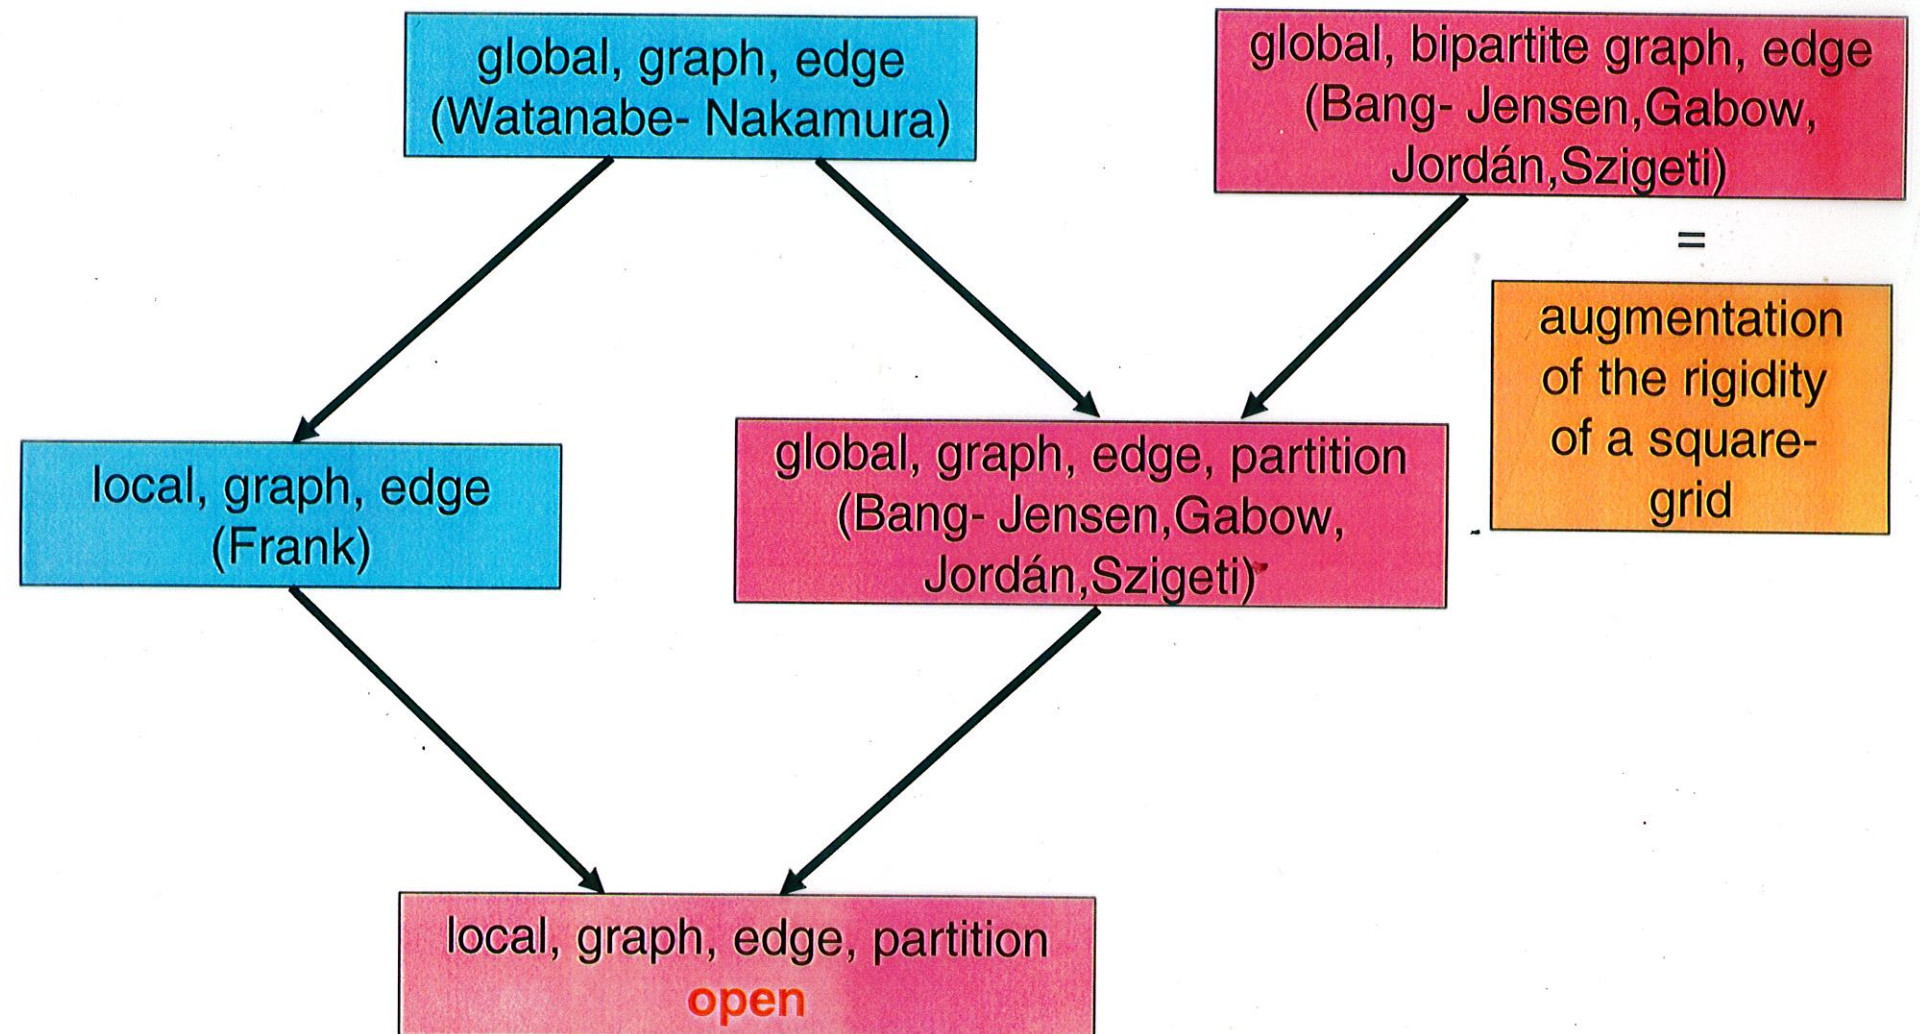 global, graph, edge
(Watanabe- Nakamura)
global, bipartite graph, edge
(Bang- Jensen,Gabow,
Jordán,Szigeti)
=
augmentation
of the rigidity
of a square-
grid
local, graph, edge
(Frank)
global, graph, edge, partition
(Bang- Jensen,Gabow,
Jordán,Szigeti)
local, graph, edge, partition
open